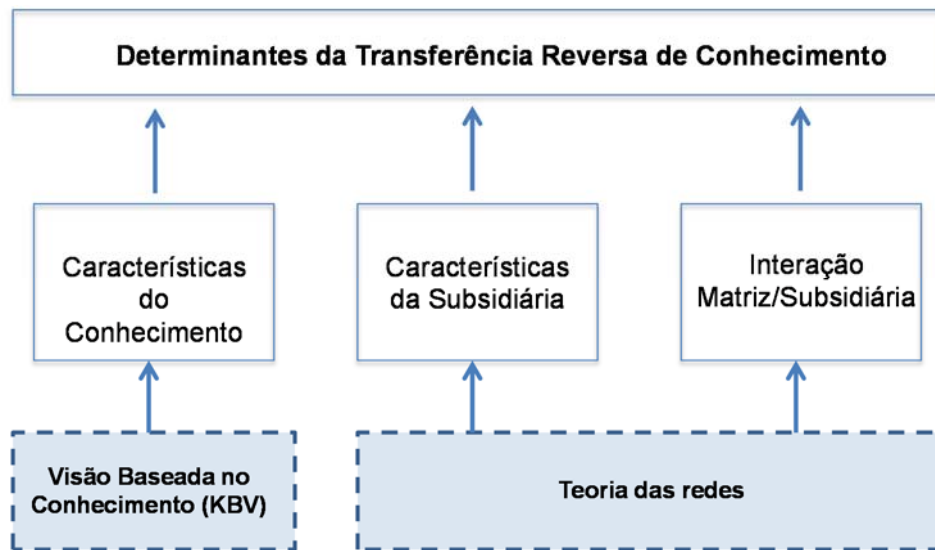 Determinantes da Transferência Reversa de Conhecimento
Características
do
Conhecimento
Características
da Subsidiária
Interação
Matriz/Subsidiária
Visão Baseada no
Conhecimento (KBV)
Teoria das redes